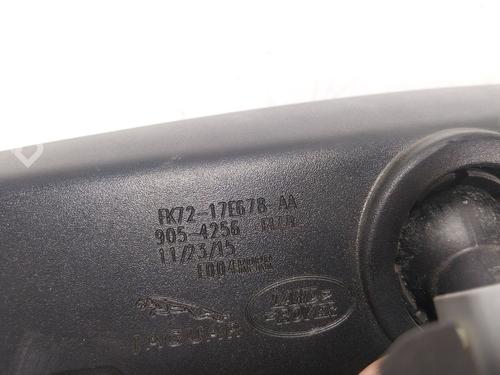 FK72-17E678-AA
905-4256
11/23/15
JAGUAR
LAND-
ROVER